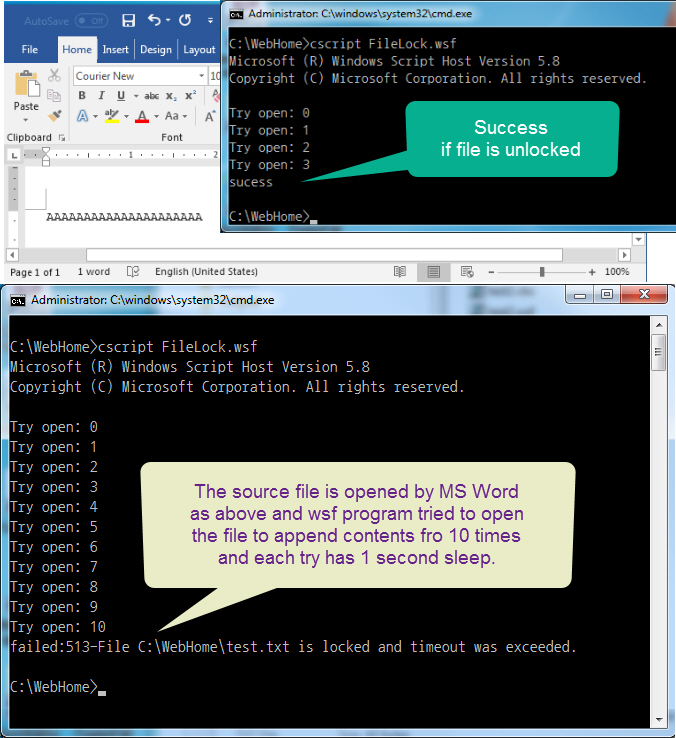 AutoSave Off
File Home Insert Design Layout
Paste
Courier New 10
B I U abc x₂ x²
A aby A Aa A
Clipboard Font
L 1 2
AAAAAAAAAAAAAAAAAAAAAA
Page 1 of 1 1 word English (United States) 100%
Administrator: C:\windows\system32\cmd.exe
C:\WebHome>cscript FileLock.wsf
Microsoft (R) Windows Script Host Version 5.8
Copyright (C) Microsoft Corporation. All rights reserved.
Try open: 0
Try open: 1
Try open: 2
Try open: 3
sucess
C:\WebHome>_
Success
if file is unlocked
Administrator: C:\windows\system32\cmd.exe
C:\WebHome>cscript FileLock.wsf
Microsoft (R) Windows Script Host Version 5.8
Copyright (C) Microsoft Corporation. All rights reserved.
Try open: 0
Try open: 1
Try open: 2
Try open: 3
Try open: 4
Try open: 5
Try open: 6
Try open: 7
Try open: 8
Try open: 9
Try open: 10
failed:513-File C:\WebHome\test.txt is locked and timeout was exceeded.
C:\WebHome>_
The source file is opened by MS Word
as above and wsf program tried to open
the file to append contents fro 10 times
and each try has 1 second sleep.